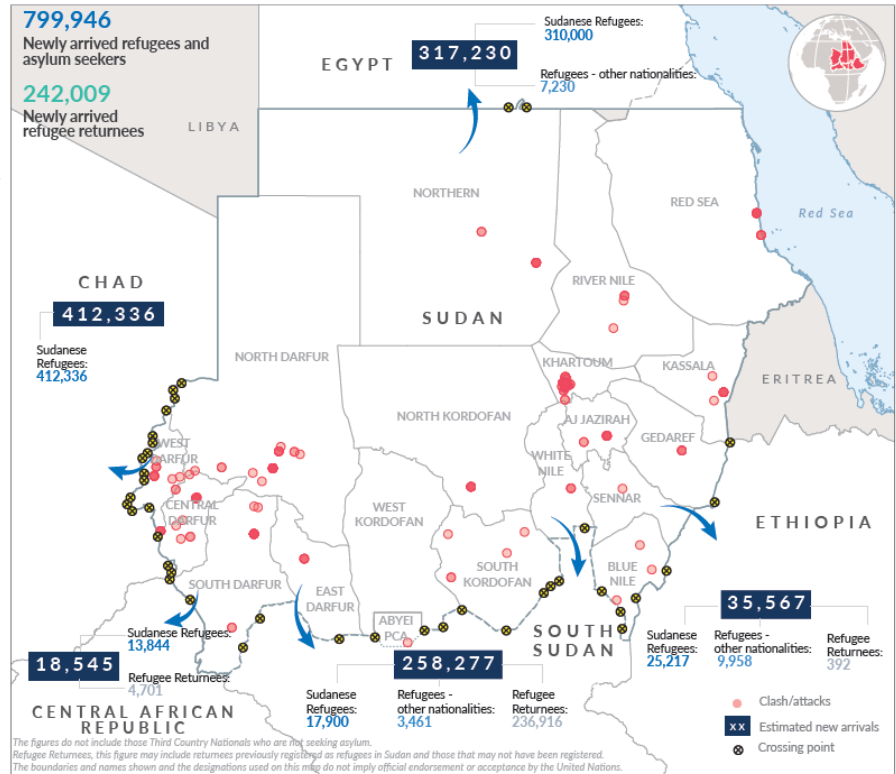 799,946
Newly arrived refugees and
asylum seekers
242,009
Newly arrived
refugee returnees
LIBYA
EGYPT
317,230
Sudanese Refugees:
310,000
Refugees - other nationalities:
7,230
NORTHERN
RED SEA
Red Sea
CHAD
412,336
Sudanese
Refugees:
412,336
SUDAN
RIVER NILE
NORTH DARFUR
KHARTOUM
KASSALA
ERITREA
NORTH KORDOFAN
AJ JAZIRAH
GEDAREF
WEST
DARFUR
WHITE
NILE
SENNAR
CENTRAL
DARFUR
WEST
KORDOFAN
ETHIOPIA
SOUTH
KORDOFAN
BLUE
NILE
SOUTH DARFUR
EAST
DARFUR
ABYEI
PCA
SOUTH
SUDAN
35,567
Sudanese
Refugees:
25,217
Refugees -
other nationalities:
9,958
Refugee
Returnees:
392
18,545
Sudanese Refugees:
13,844
Refugee Returnees:
4,701
CENTRAL AFRICAN
REPUBLIC
258,277
Sudanese
Refugees:
17,900
Refugees -
other nationalities:
3,461
Refugee
Returnees:
236,916
Clash/attacks
xx Estimated new arrivals
Crossing point
The figures do not include those Third Country Nationals who are not seeking asylum.
Refugee Returnees, this figure may include returnees previously registered as refugees in Sudan and those that may not have been registered.
The boundaries and names shown and the designations used on this map do not imply official endorsement or acceptance by the United Nations.